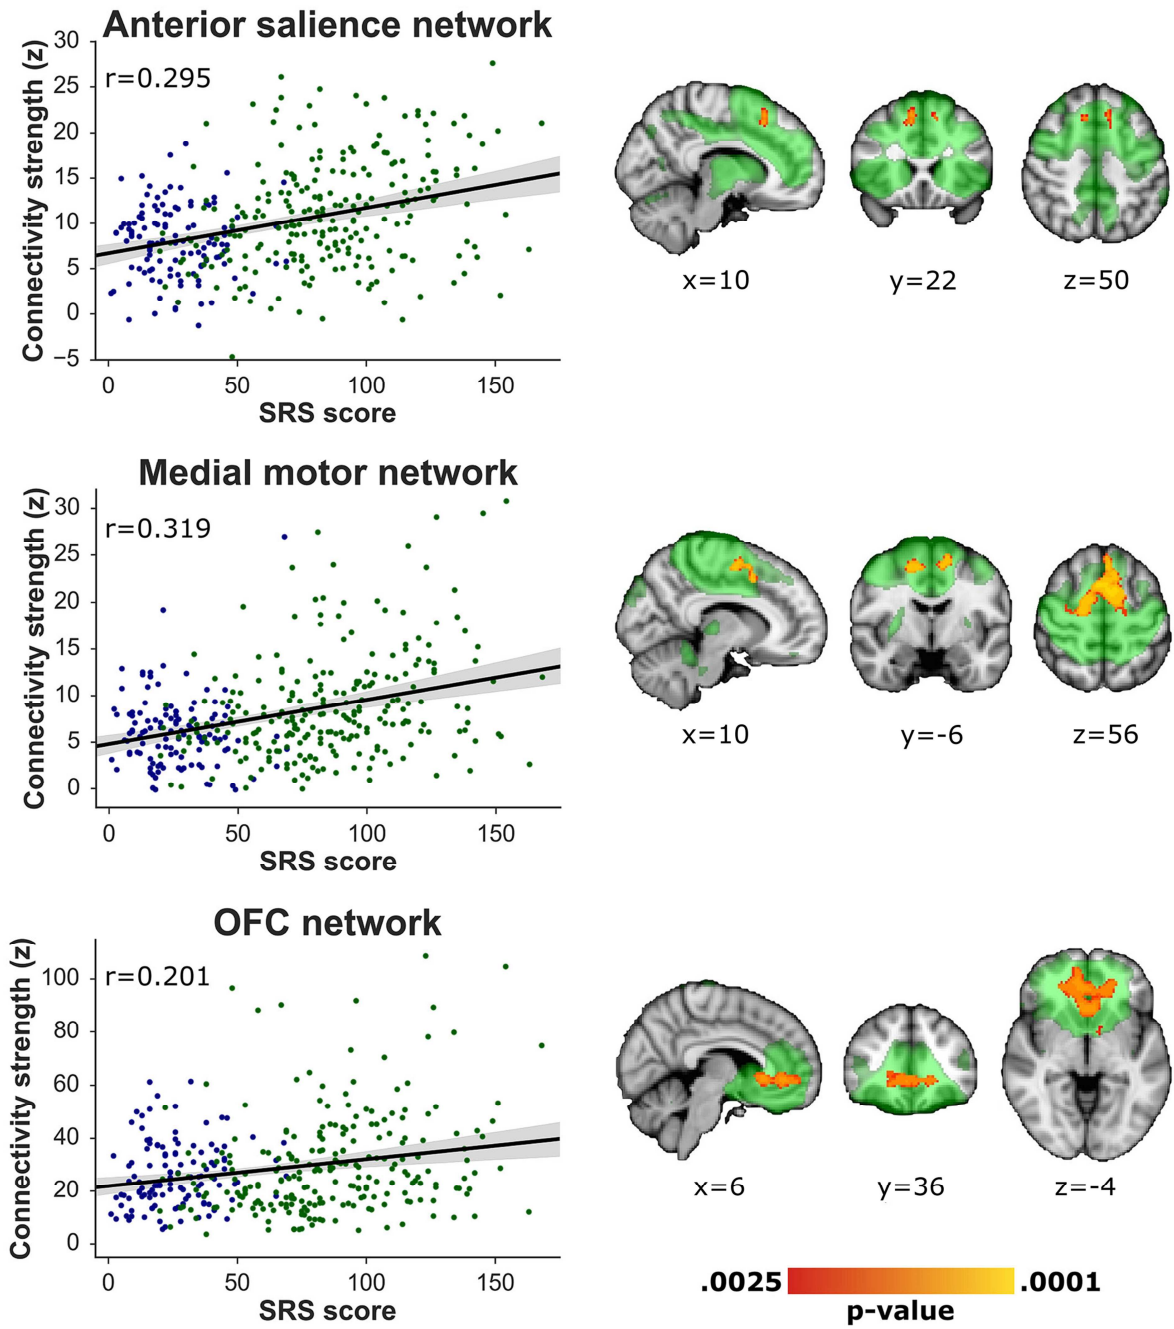 Anterior salience network
Connectivity strength (z)
30
25
20
15
10
5
0
−5
r=0.295
0 50 100 150
SRS score
x=10 y=22 z=50
Medial motor network
Connectivity strength (z)
30
25
20
15
10
5
0
r=0.319
0 50 100 150
SRS score
x=10 y=-6 z=56
OFC network
Connectivity strength (z)
100
80
60
40
20
0
r=0.201
0 50 100 150
SRS score
x=6 y=36 z=-4
.0025 .0001
p-value